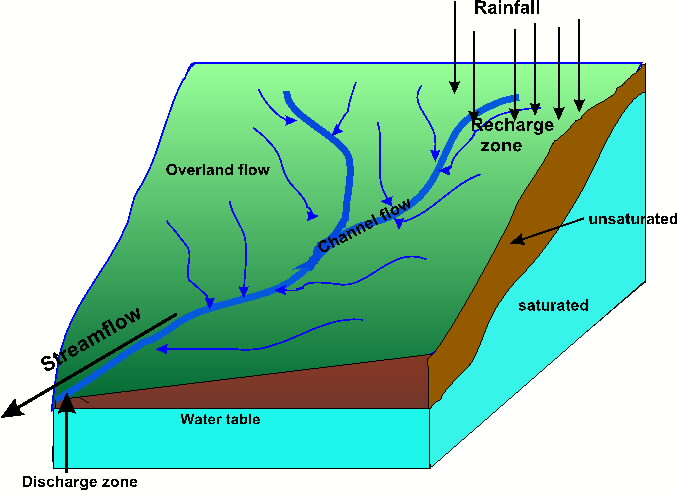 Rainfall
Recharge
zone
Overland flow
Channel flow
unsaturated
saturated
Streamflow
Water table
Discharge zone